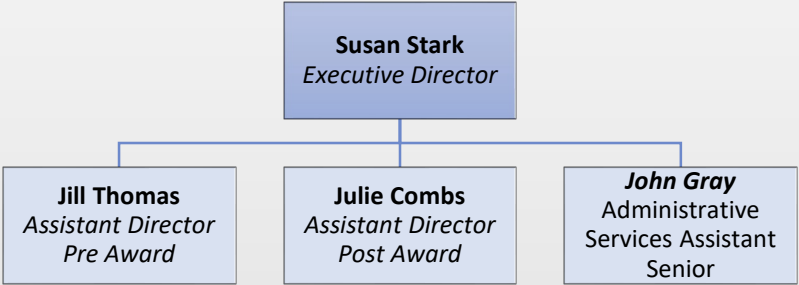 Susan Stark
Executive Director
Jill Thomas
Assistant Director
Pre Award
Julie Combs
Assistant Director
Post Award
John Gray
Administrative
Services Assistant
Senior